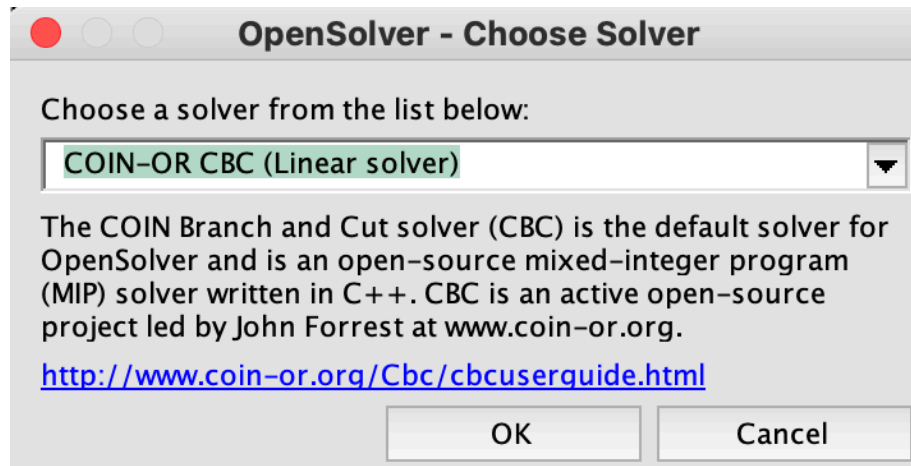 OpenSolver - Choose Solver
Choose a solver from the list below:
COIN-OR CBC (Linear solver)
The COIN Branch and Cut solver (CBC) is the default solver for
OpenSolver and is an open-source mixed-integer program
(MIP) solver written in C++. CBC is an active open-source
project led by John Forrest at www.coin-or.org.
http://www.coin-or.org/Cbc/cbcuserguide.html
OK Cancel